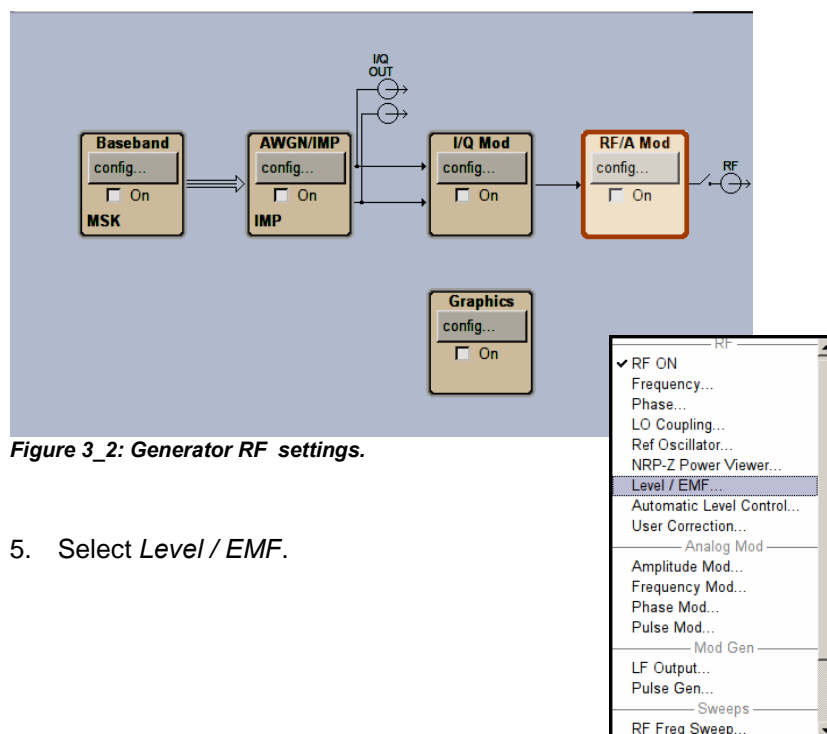 I/Q
OUT
Baseband
config...
On
MSK
AWGN/IMP
config...
On
IMP
I/Q Mod
config...
On
RF/A Mod
config...
On
RF
Graphics
config...
On
Figure 3_2: Generator RF settings.
5. Select Level / EMF.
RF
RF ON
Frequency...
Phase...
LO Coupling...
Ref Oscillator...
NRP-Z Power Viewer...
Level / EMF...
Automatic Level Control...
User Correction...
Analog Mod
Amplitude Mod...
Frequency Mod...
Phase Mod...
Pulse Mod...
Mod Gen
LF Output...
Pulse Gen...
Sweeps
RF Freq Sweep...